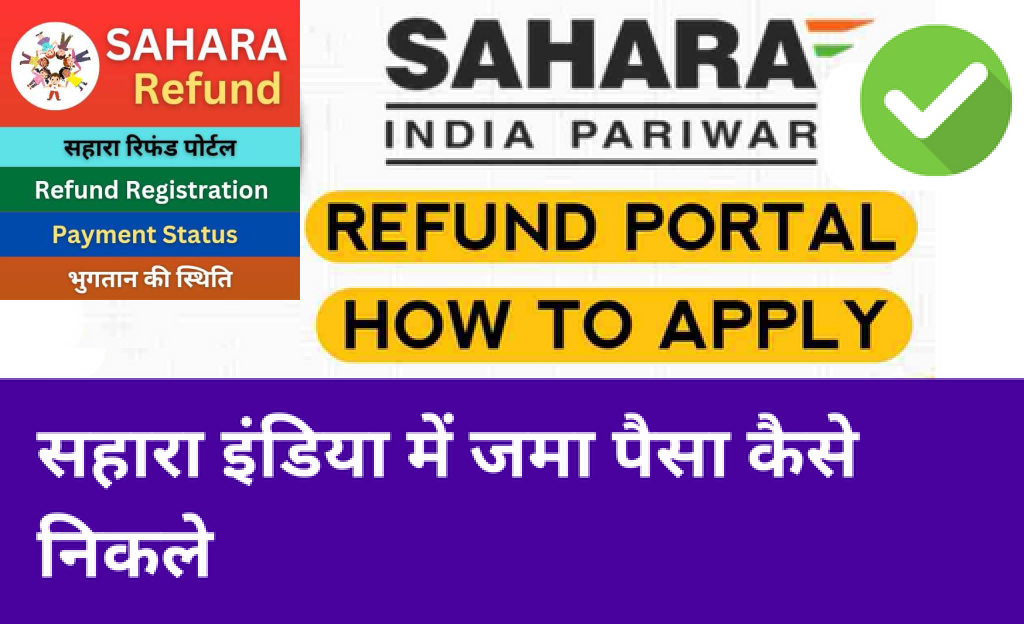 SAHARA
Refund
सहारा रिफंड पोर्टल
Refund Registration
Payment Status
भुगतान की स्थिति
SAHARA
INDIA PARIWAR
REFUND PORTAL
HOW TO APPLY
सहारा इंडिया में जमा पैसा कैसे
निकले